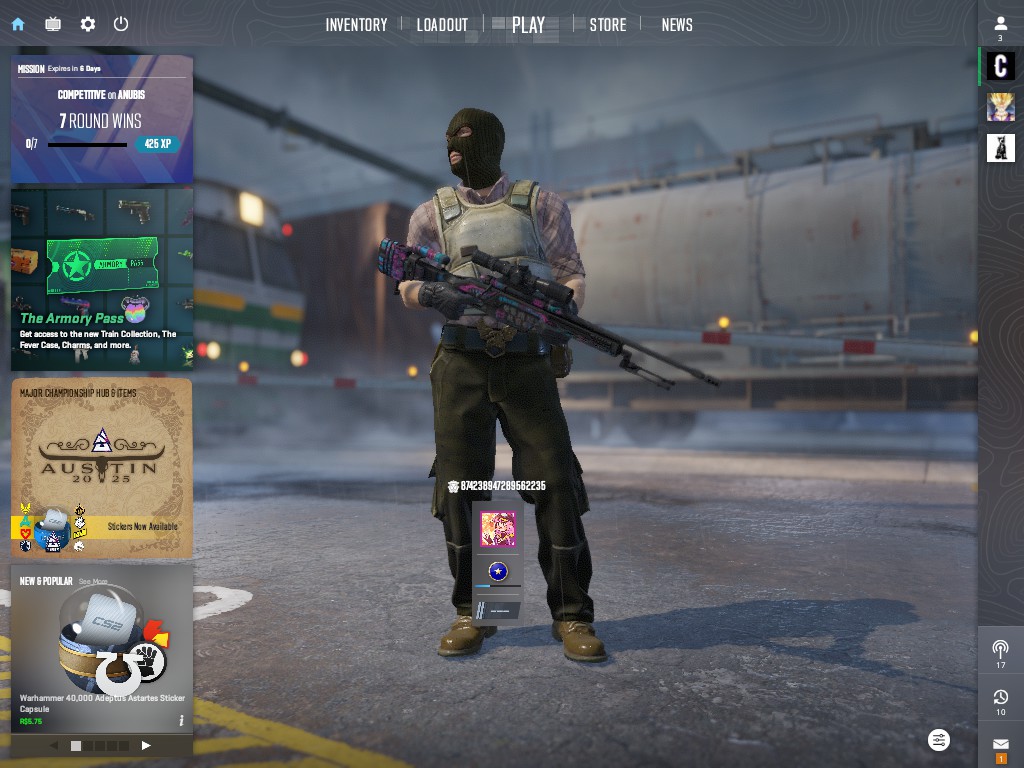 INVENTORY
LOADOUT
PLAY
STORE
NEWS
3
MISSION Expires in 6 Days
COMPETITIVE on ANUBIS
7 ROUND WINS
0/7
425 XP
ARMORY PASS
The Armory Pass
Get access to the new Train Collection, The
Fever Case, Charms, and more.
MAJOR CHAMPIONSHIP HUB & ITEMS
AUSTIN
2025
Stickers Now Available
NEW & POPULAR See More
CS2
Warhammer 40,000 Adeptus Astartes Sticker
Capsule
R$5.75
i
874238947289562235
C
17
10
1